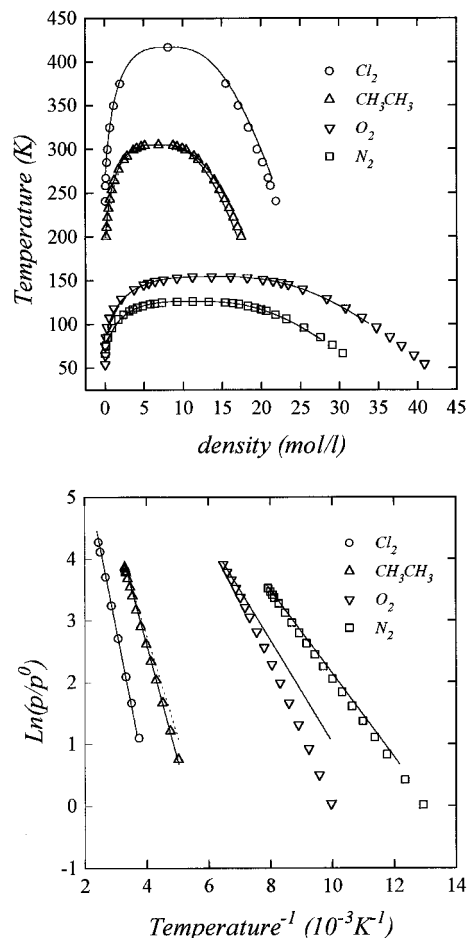 450
400
350
300
250
200
150
100
50
Temperature (K)
Cl₂
CH₃CH₃
O₂
N₂
0 5 10 15 20 25 30 35 40 45
density (mol/l)
5
4
3
2
1
0
-1
Ln(p/p⁰)
Cl₂
CH₃CH₃
O₂
N₂
2 4 6 8 10 12 14
Temperature⁻¹ (10⁻³K⁻¹)